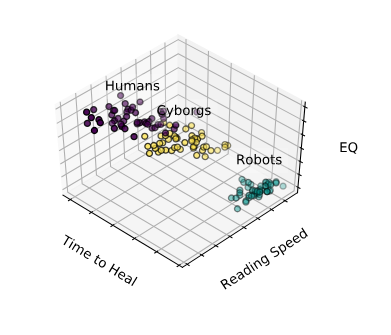 Humans
Cyborgs
Robots
EQ
Time to Heal
Reading Speed